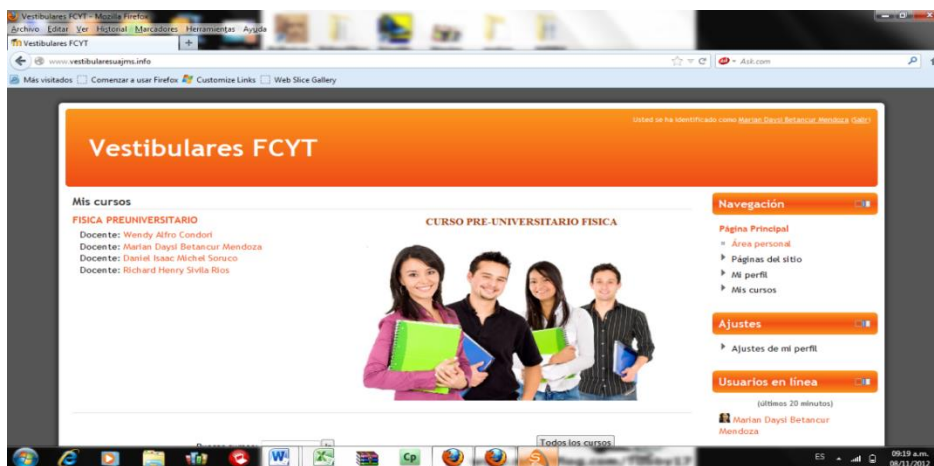 Vestibulares FCYT - Mozilla Firefox
Archivo Editar Ver Historial Marcadores Herramientas Ayuda
Vestibulares FCYT
www.vestibularesuajms.info
Ask.com
Más visitados Comenzar a usar Firefox Customize Links Web Slice Gallery
Usted se ha identificado como Marian Daysi Betancur Mendoza (Salir)
Vestibulares FCYT
Mis cursos
FISICA PREUNIVERSITARIO
Docente: Wendy Alfro Condori
Docente: Marian Daysi Betancur Mendoza
Docente: Daniel Isaac Michel Soruco
Docente: Richard Henry Sivila Rios
CURSO PRE-UNIVERSITARIO FISICA
Navegación
Página Principal
Área personal
Páginas del sitio
Mi perfil
Mis cursos
Ajustes
Ajustes de mi perfil
Usuarios en línea
(últimos 20 minutos)
Marian Daysi Betancur
Mendoza
Todos los cursos
Cp
ES
09:19 a.m.
08/11/2012